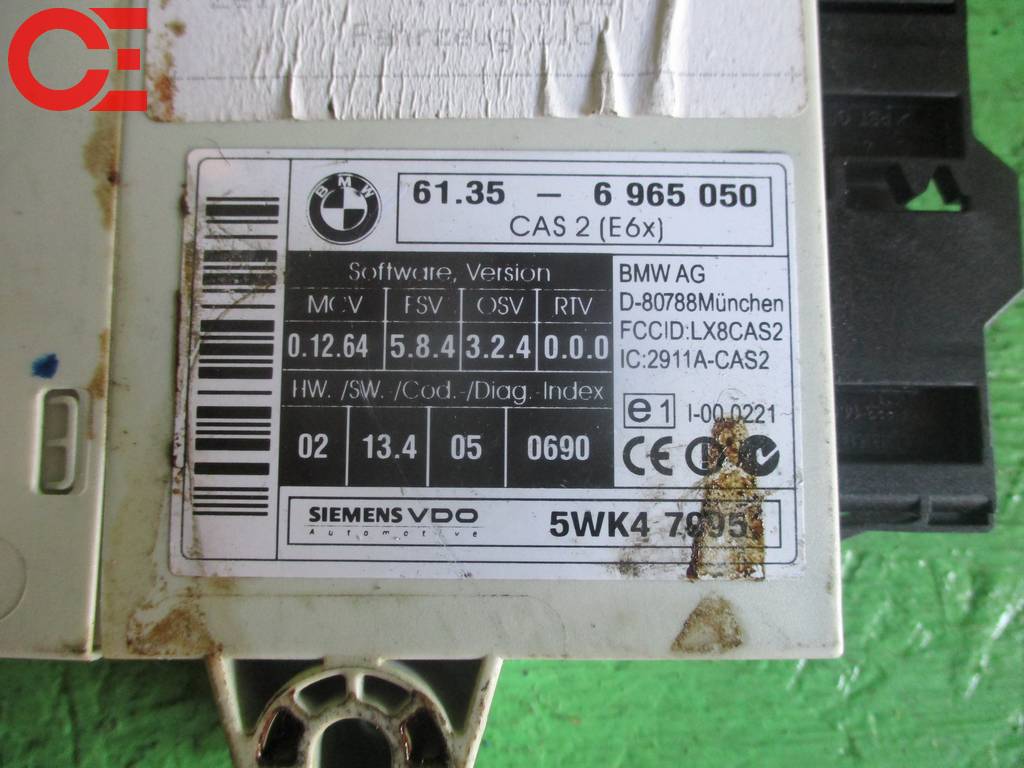 CE
Fahrzeug
BMW
61.35 – 6 965 050
CAS 2 (E6x)
Software, Version
MCV FSV OSV RTV
0.12.64 5.8.4 3.2.4 0.0.0
HW. /SW. /Cod. -/Diag.-Index
02 13.4 05 0690
BMW AG
D-80788München
FCCID:LX8CAS2
IC:2911A-CAS2
e1 I-00 0221
CE
SIEMENS VDO
Automotive
5WK4 7995